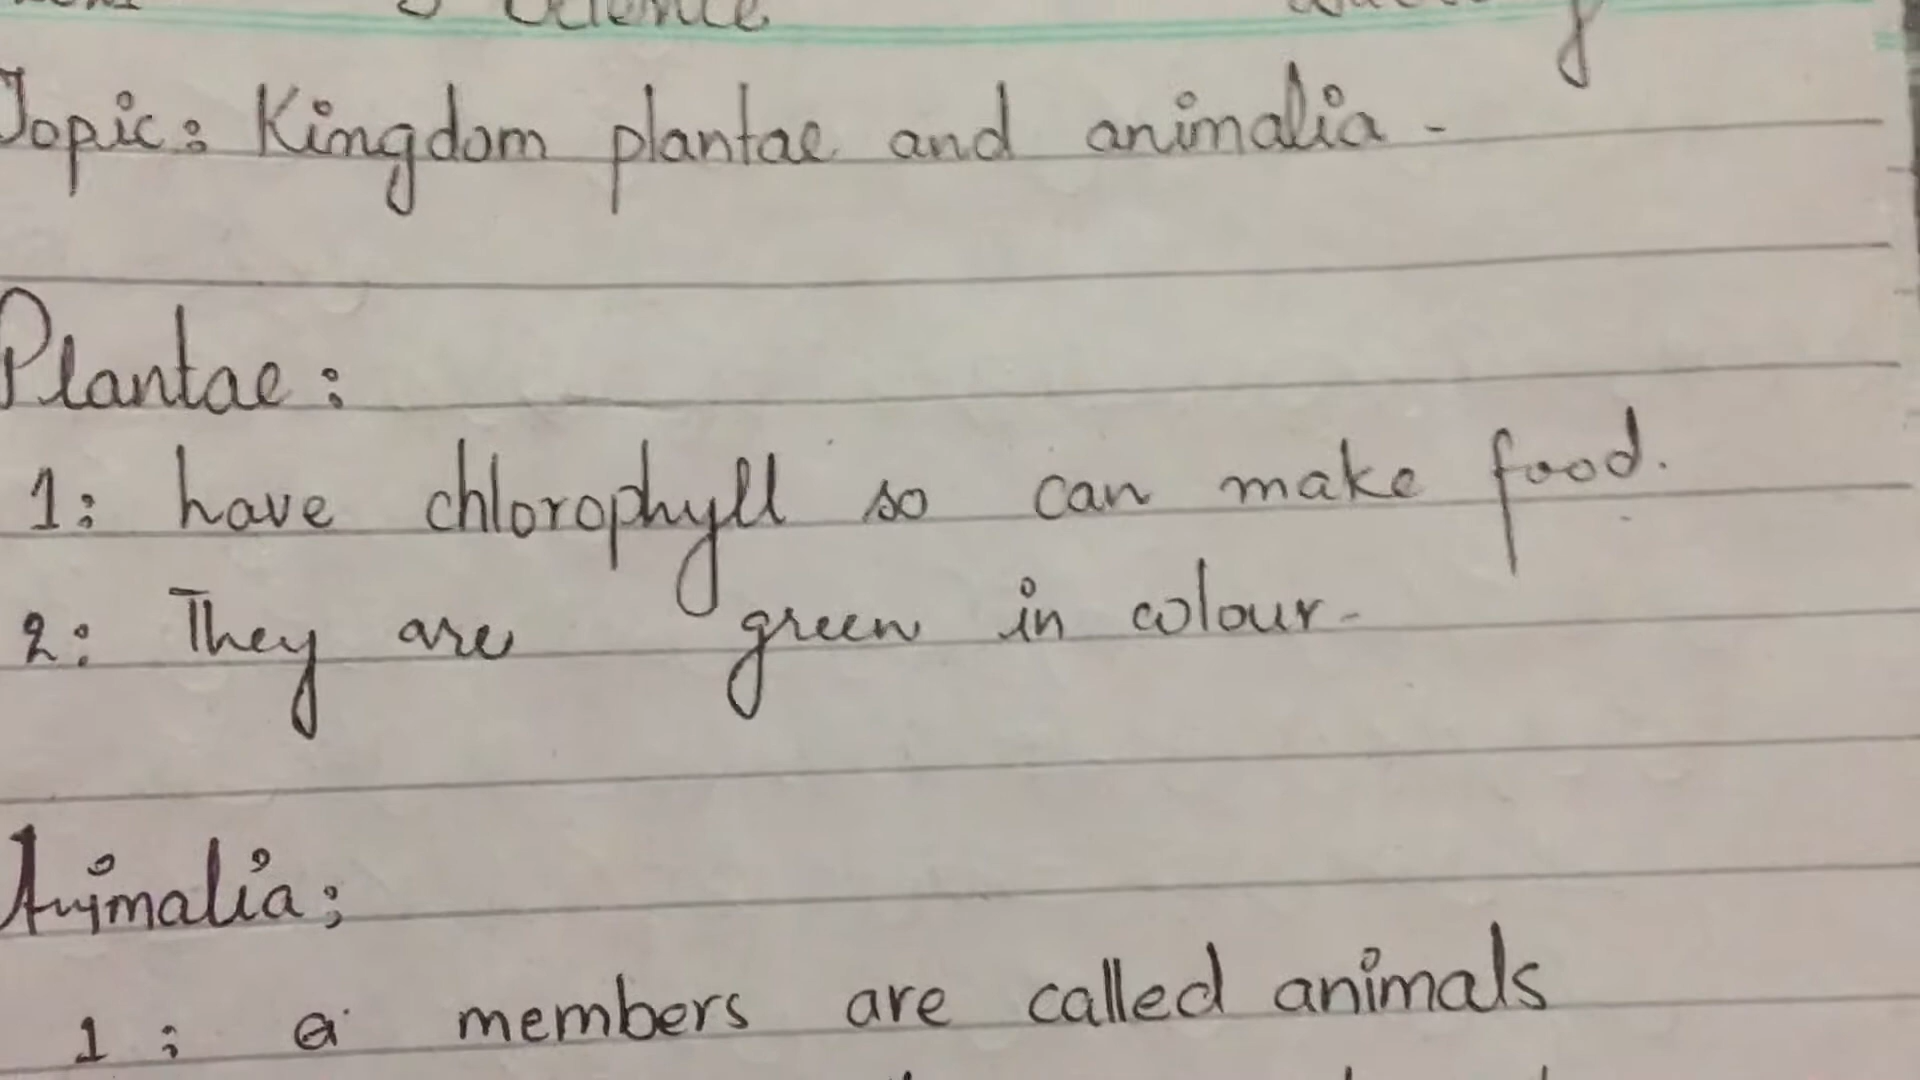 Science
Topic: Kingdom plantae and animalia -
Plantae:
1: have chlorophyll so can make food.
2: They are green in colour-
Animalia:
1: a members are called animals